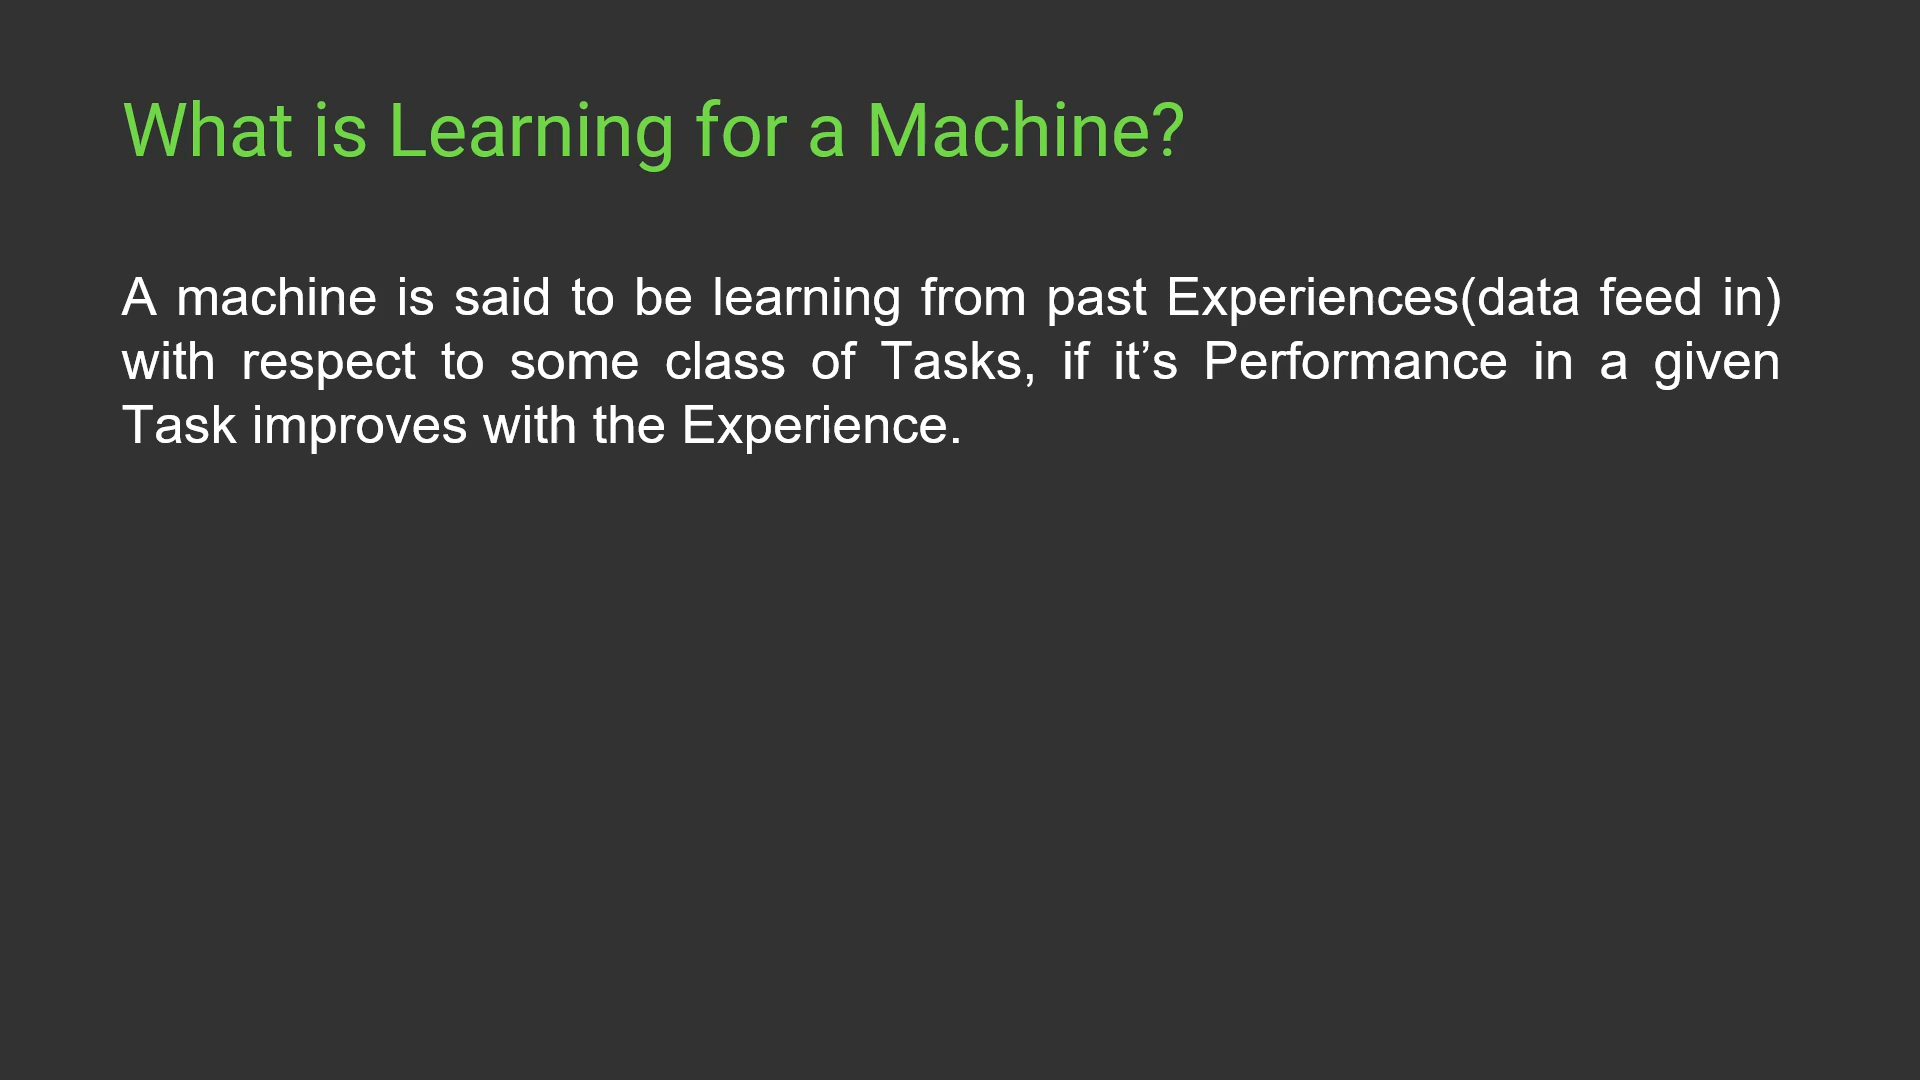 What is Learning for a Machine?
A machine is said to be learning from past Experiences(data feed in)
with respect to some class of Tasks, if it’s Performance in a given
Task improves with the Experience.